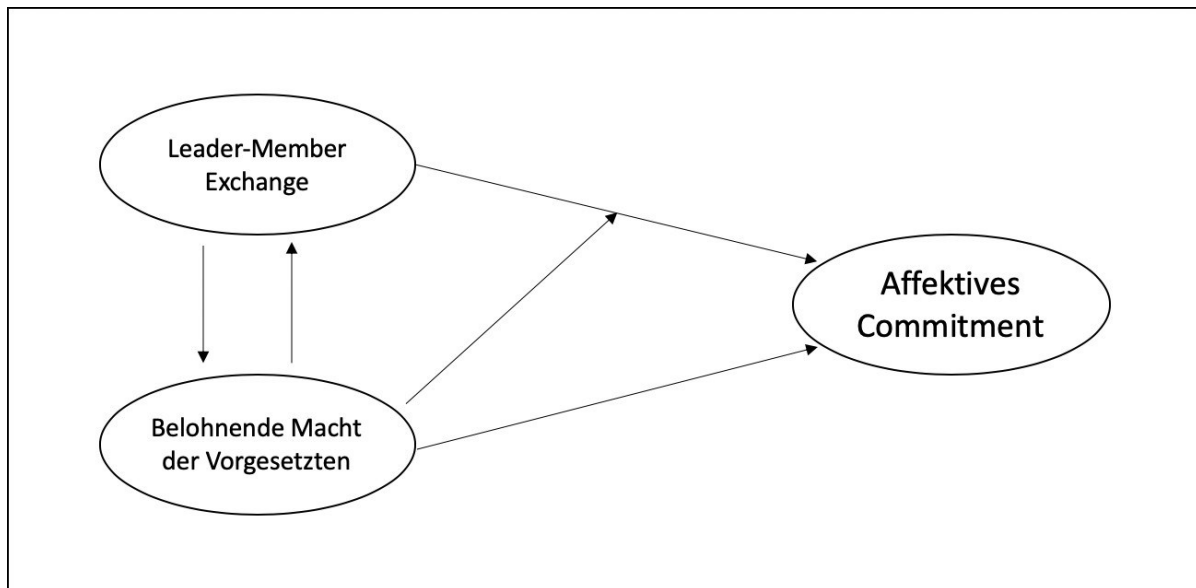 Leader-Member
Exchange
Affektives
Commitment
Belohnende Macht
der Vorgesetzten